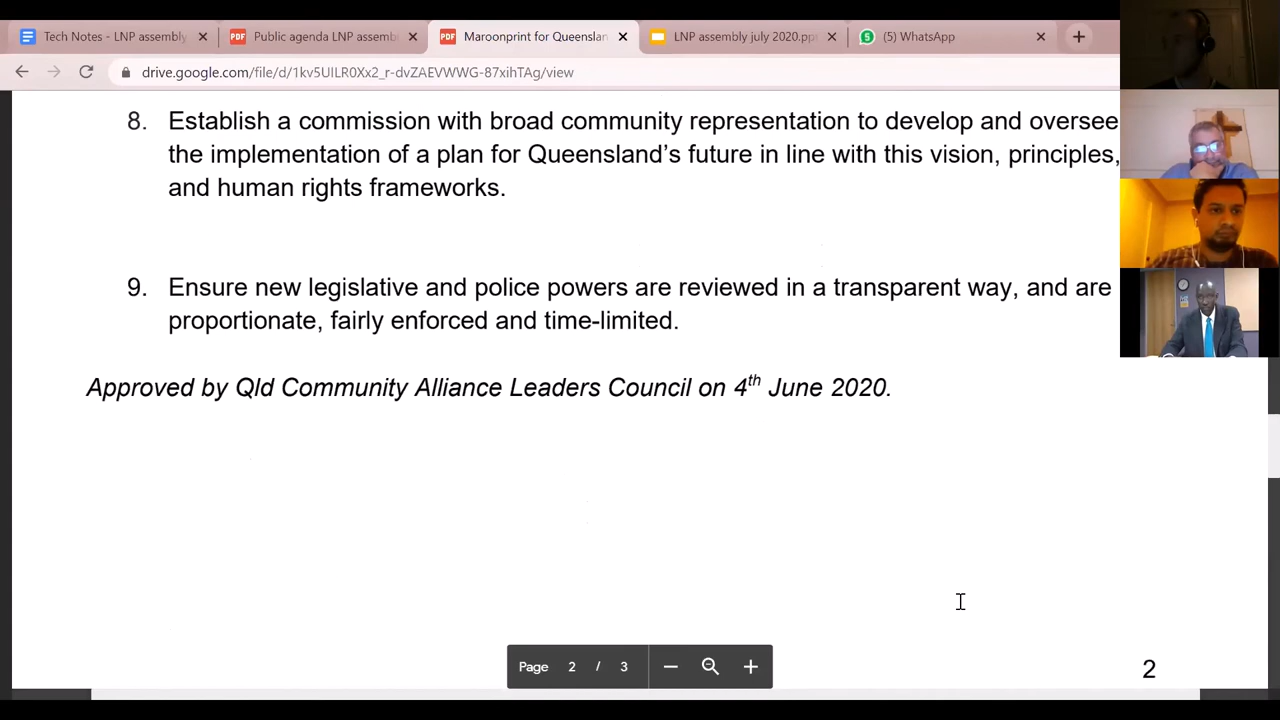 Tech Notes - LNP assembly
Public agenda LNP assemb
Maroonprint for Queenslan
LNP assembly july 2020.pp
(5) WhatsApp
drive.google.com/file/d/1kv5UlLR0Xx2_r-dvZAEVWWG-87xihTAg/view
8. Establish a commission with broad community representation to develop and oversee
the implementation of a plan for Queensland's future in line with this vision, principles,
and human rights frameworks.
9. Ensure new legislative and police powers are reviewed in a transparent way, and are
proportionate, fairly enforced and time-limited.
Approved by Qld Community Alliance Leaders Council on 4th June 2020.
Page 2 / 3
2